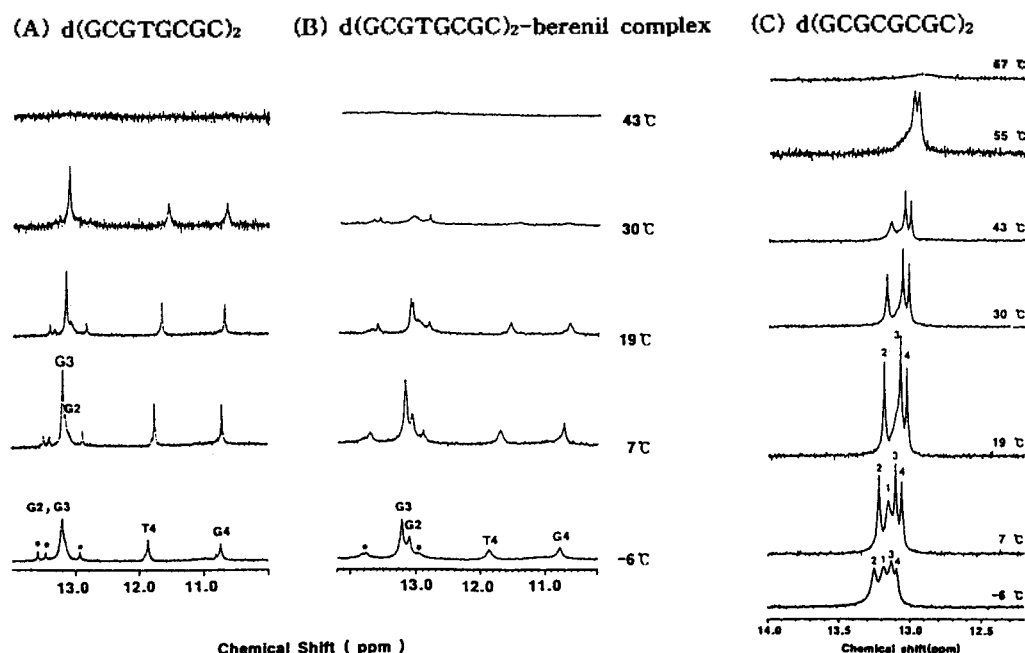 (A) d(GCGTGCGC)2
(B) d(GCGTGCGC)2-berenil complex
(C) d(GCGCGCGC)2
43℃
30℃
G3
G2
19℃
7℃
G2, G3
T4
G4
G3
G2
T4
G4
-6℃
13.0
12.0
11.0
13.0
12.0
11.0
Chemical Shift ( ppm )
67 ℃
55 ℃
43 ℃
30 ℃
2
3
4
19 ℃
2
1
3
4
7 ℃
2
1
3
4
-6 ℃
14.0
13.5
13.0
12.5
Chemical shift(ppm)